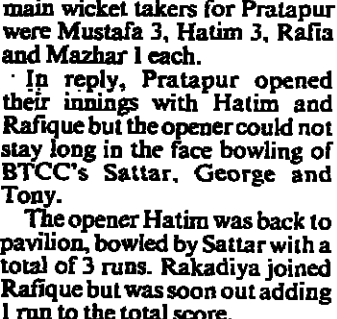 main wicket takers for Pratapur
were Mustafa 3, Hatim 3, Rafia
and Mazhar 1 each.
In reply, Pratapur opened
their innings with Hatim and
Rafique but the opener could not
stay long in the face bowling of
BTCC's Sattar, George and
Tony.
The opener Hatim was back to
pavilion, bowled by Sattar with a
total of 3 runs. Rakadiya joined
Rafique but was soon out adding
1 run to the total score.